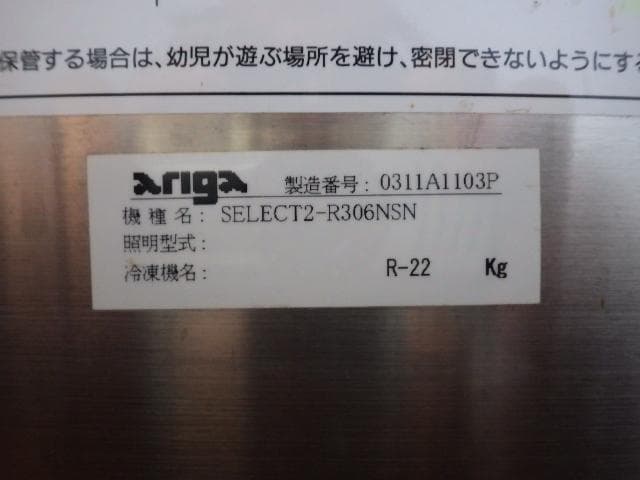 保管する場合は、幼児が遊ぶ場所を避け、密閉できないようにする
ariga 製造番号: 0311A1103P
機種名: SELECT2-R306NSN
照明型式:
冷凍機名: R-22 Kg